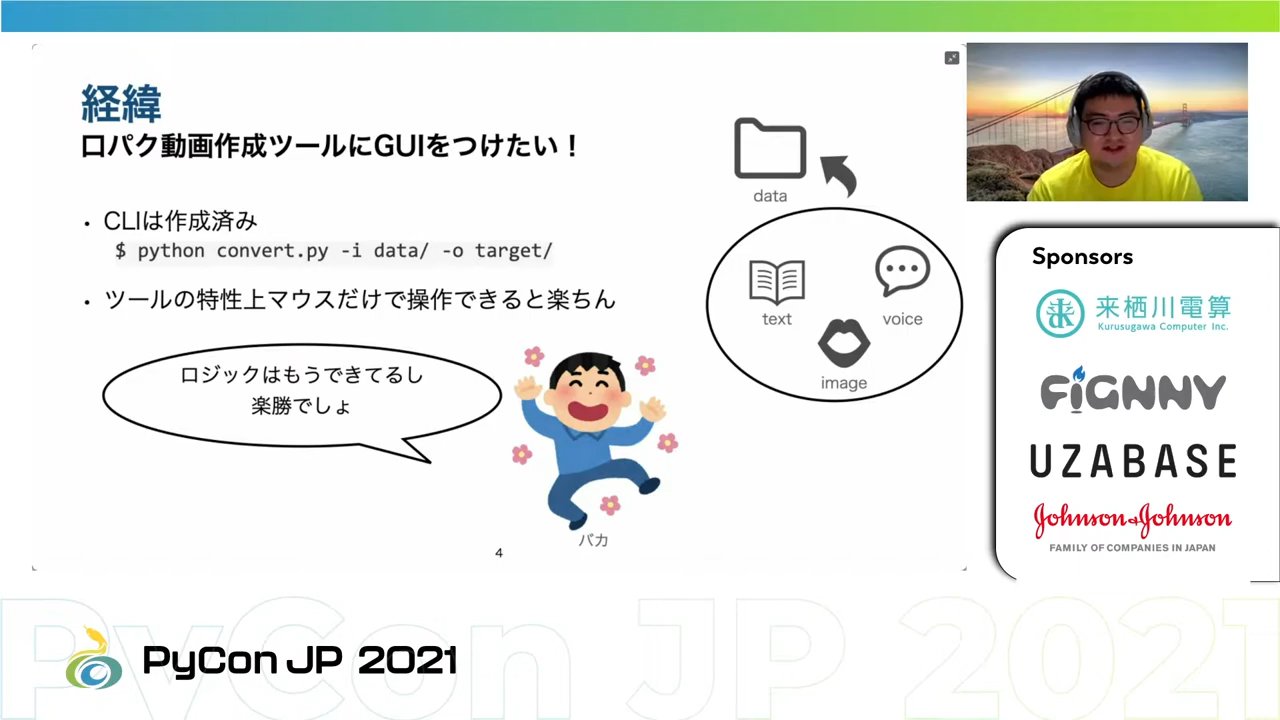 経緯
口パク動画作成ツールにGUIをつけたい！
・ CLIは作成済み
$ python convert.py -i data/ -o target/
・ ツールの特性上マウスだけで操作できると楽ちん
ロジックはもうできてるし
楽勝でしょ
バカ
4
data
text
voice
image
Sponsors
来栖川電算
Kurusugawa Computer Inc.
FiGNNY
UZABASE
Johnson&Johnson
FAMILY OF COMPANIES IN JAPAN
PyCon JP 2021
PyCon JP 2021